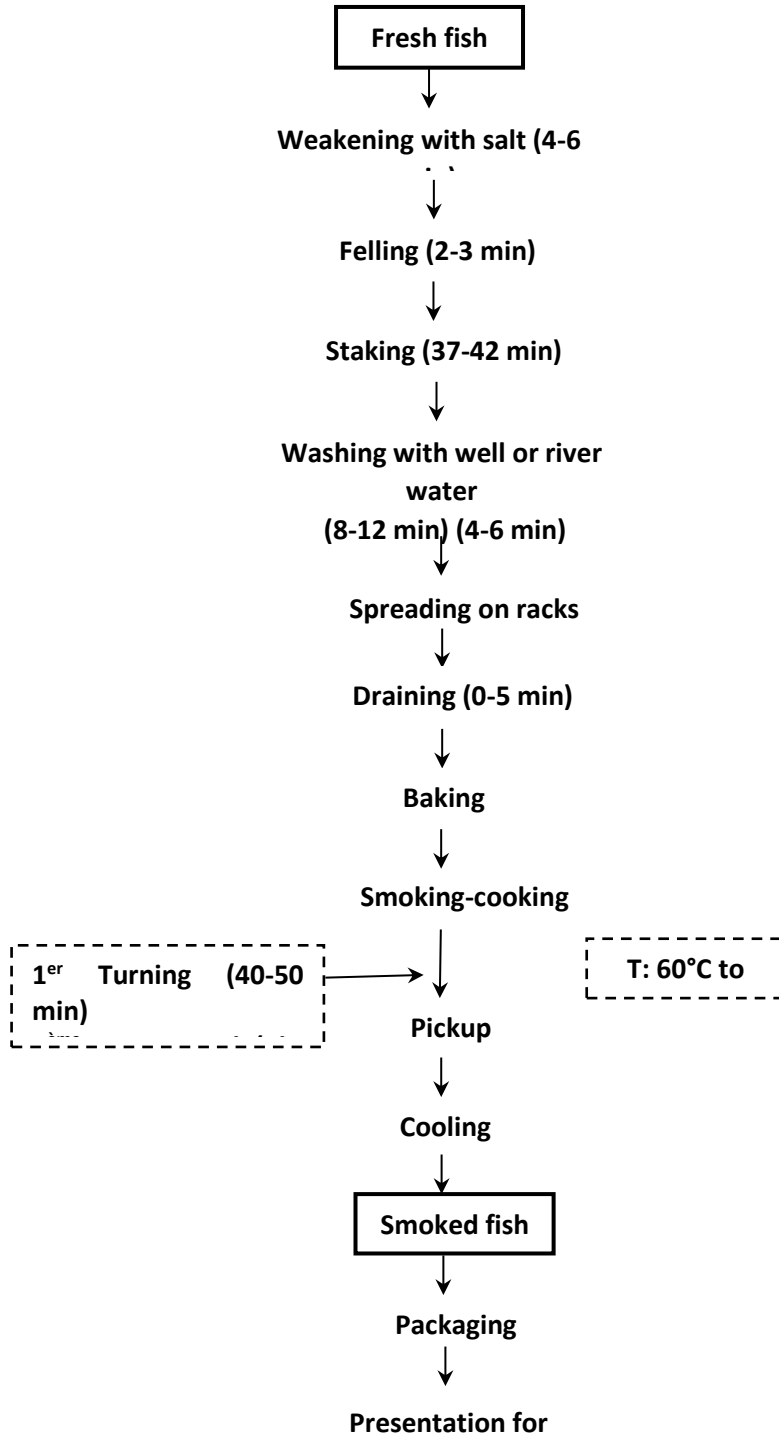 Fresh fish
Weakening with salt (4-6
Felling (2-3 min)
Staking (37-42 min)
Washing with well or river
water
(8-12 min) (4-6 min)
Spreading on racks
Draining (0-5 min)
Baking
Smoking-cooking
1er Turning (40-50
min)
T: 60°C to
Pickup
Cooling
Smoked fish
Packaging
Presentation for